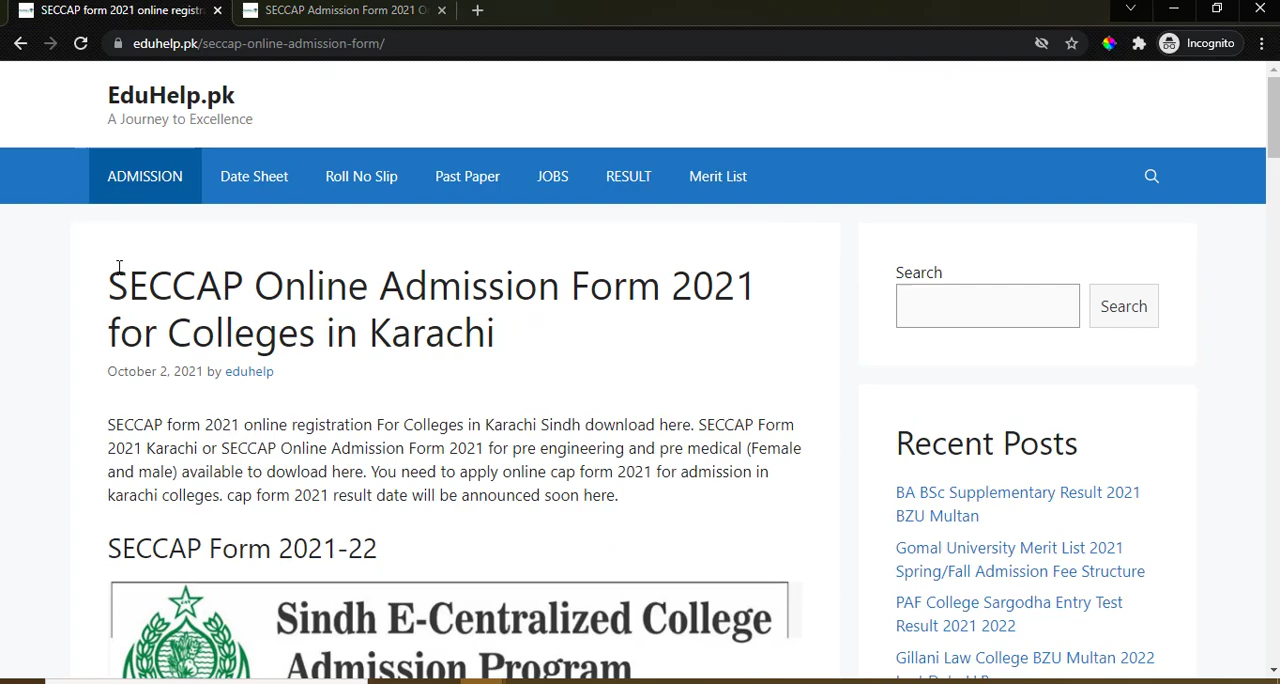 SECCAP form 2021 online registr
SECCAP Admission Form 2021 O
eduhelp.pk/seccap-online-admission-form/
Incognito
EduHelp.pk
A Journey to Excellence
ADMISSION
Date Sheet
Roll No Slip
Past Paper
JOBS
RESULT
Merit List
SECCAP Online Admission Form 2021
for Colleges in Karachi
October 2, 2021 by eduhelp
SECCAP form 2021 online registration For Colleges in Karachi Sindh download here. SECCAP Form
2021 Karachi or SECCAP Online Admission Form 2021 for pre engineering and pre medical (Female
and male) available to dowload here. You need to apply online cap form 2021 for admission in
karachi colleges. cap form 2021 result date will be announced soon here.
SECCAP Form 2021-22
Sindh E-Centralized College
Admission Program
Search
Search
Recent Posts
BA BSc Supplementary Result 2021
BZU Multan
Gomal University Merit List 2021
Spring/Fall Admission Fee Structure
PAF College Sargodha Entry Test
Result 2021 2022
Gillani Law College BZU Multan 2022